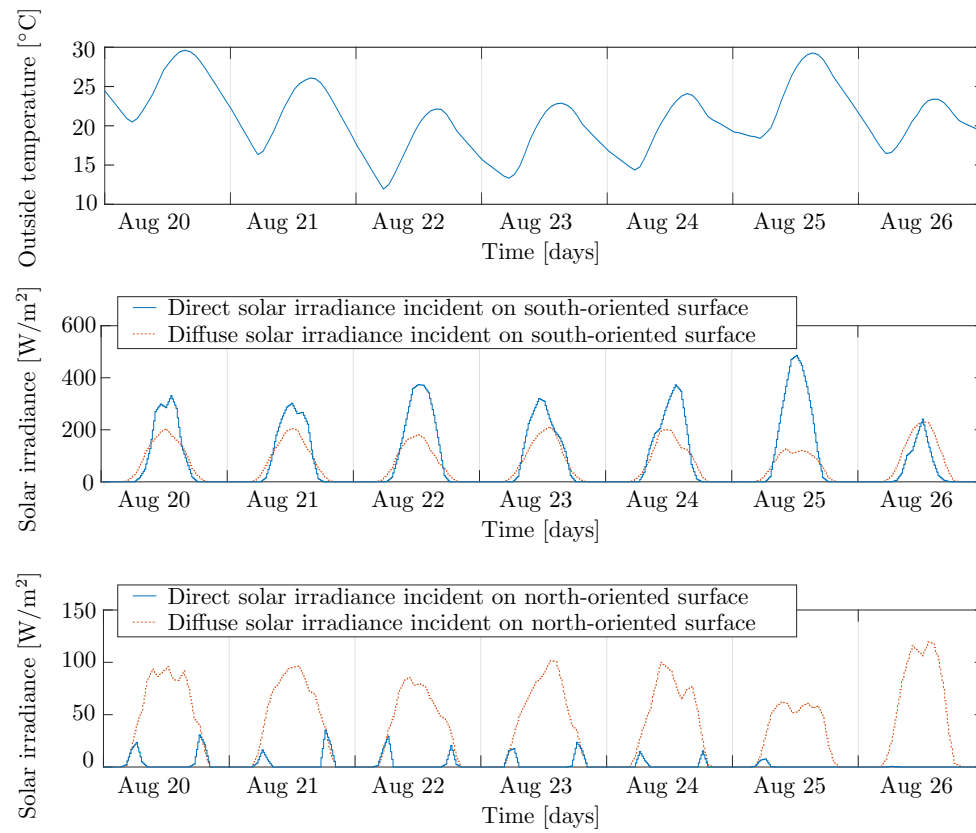 Outside temperature [°C]
30
25
20
15
10
Aug 20 Aug 21 Aug 22 Aug 23 Aug 24 Aug 25 Aug 26
Time [days]
Solar irradiance [W/m²]
Direct solar irradiance incident on south-oriented surface
Diffuse solar irradiance incident on south-oriented surface
600
400
200
0
Aug 20 Aug 21 Aug 22 Aug 23 Aug 24 Aug 25 Aug 26
Time [days]
Solar irradiance [W/m²]
Direct solar irradiance incident on north-oriented surface
Diffuse solar irradiance incident on north-oriented surface
150
100
50
0
Aug 20 Aug 21 Aug 22 Aug 23 Aug 24 Aug 25 Aug 26
Time [days]